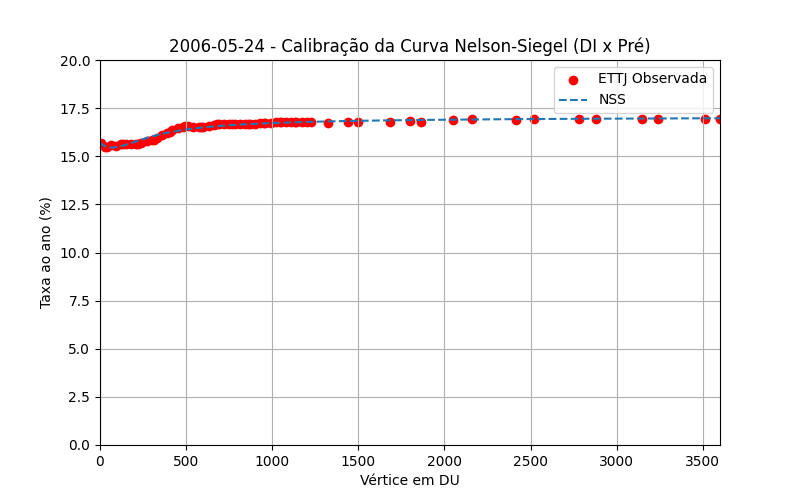 2006-05-24 - Calibração da Curva Nelson-Siegel (DI x Pré)
ETTJ Observada
NSS
Taxa ao ano (%)
20.0
17.5
15.0
12.5
10.0
7.5
5.0
2.5
0.0
0 500 1000 1500 2000 2500 3000 3500
Vértice em DU